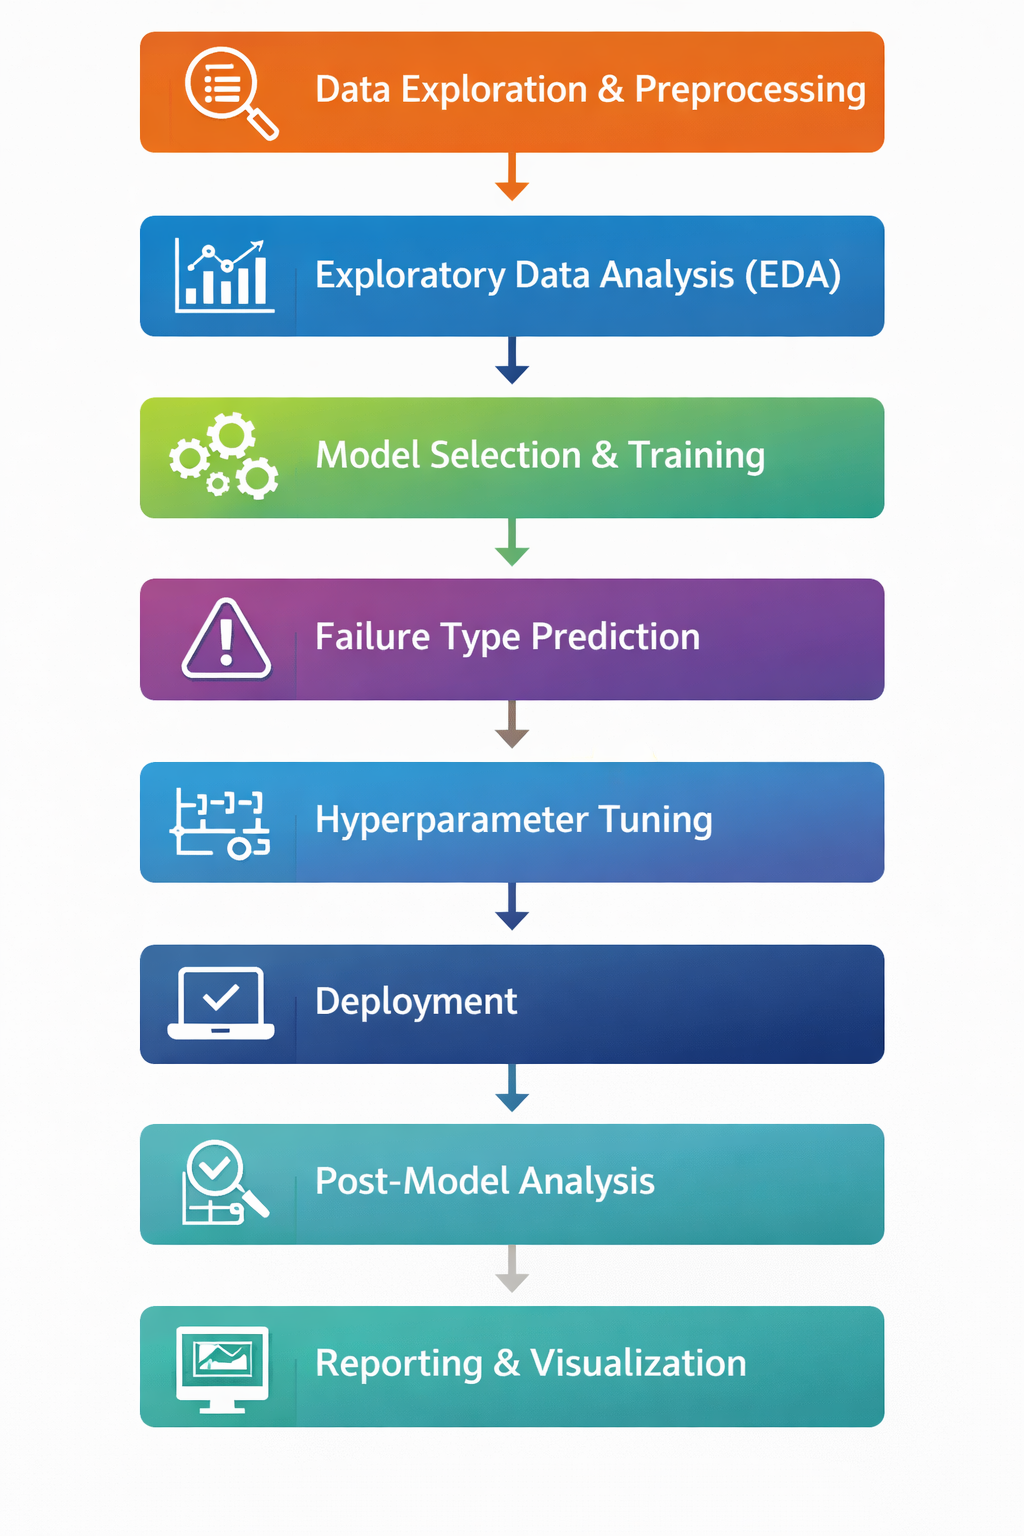 Data Exploration & Preprocessing
Exploratory Data Analysis (EDA)
Model Selection & Training
Failure Type Prediction
Hyperparameter Tuning
Deployment
Post-Model Analysis
Reporting & Visualization